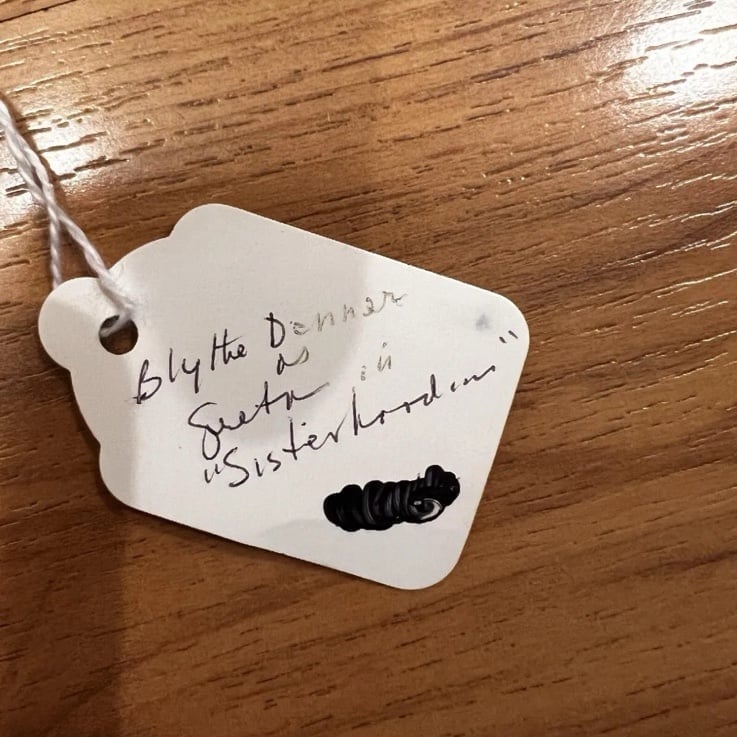 Blythe Danner
as
Greta in
"Sisterhood..."